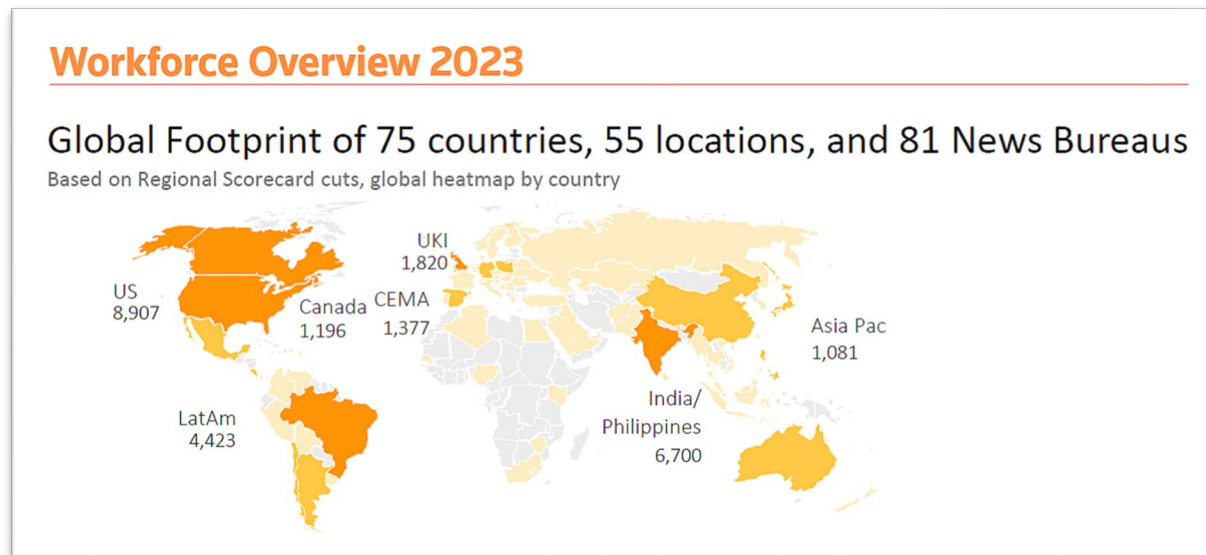 Workforce Overview 2023
Global Footprint of 75 countries, 55 locations, and 81 News Bureaus
Based on Regional Scorecard cuts, global heatmap by country
US
8,907
Canada
1,196
UKI
1,820
CEMA
1,377
Asia Pac
1,081
LatAm
4,423
India/
Philippines
6,700